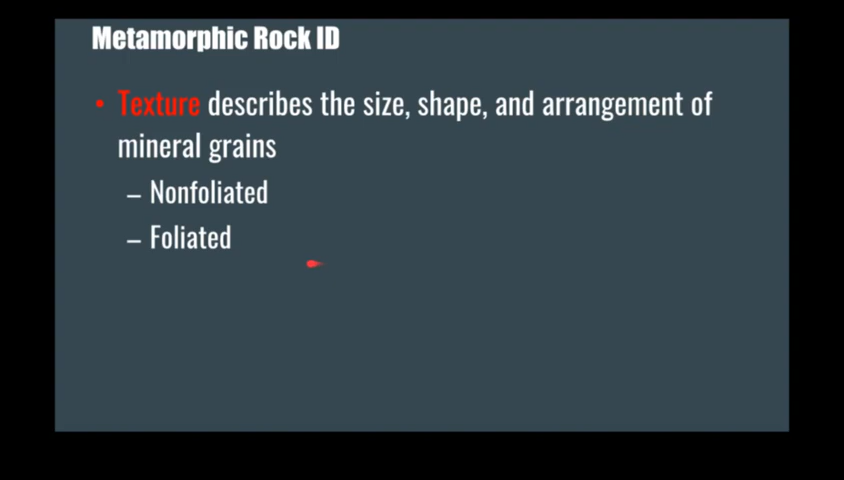 Metamorphic Rock ID
• Texture describes the size, shape, and arrangement of
mineral grains
– Nonfoliated
– Foliated